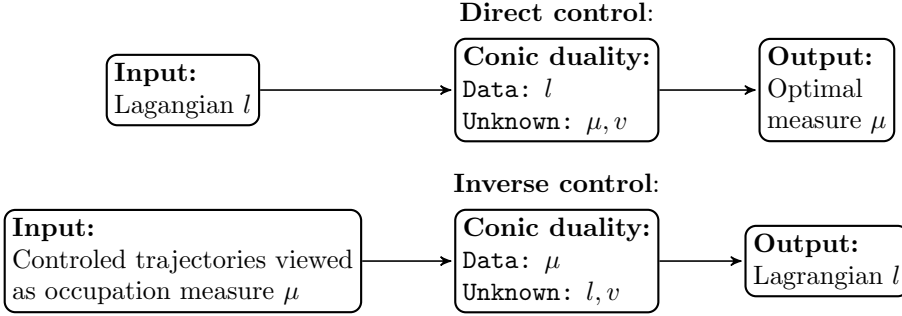 Direct control:
Input:
Lagangian l
Conic duality:
Data: l
Unknown: μ, v
Output:
Optimal
measure μ
Inverse control:
Input:
Controled trajectories viewed
as occupation measure μ
Conic duality:
Data: μ
Unknown: l, v
Output:
Lagrangian l